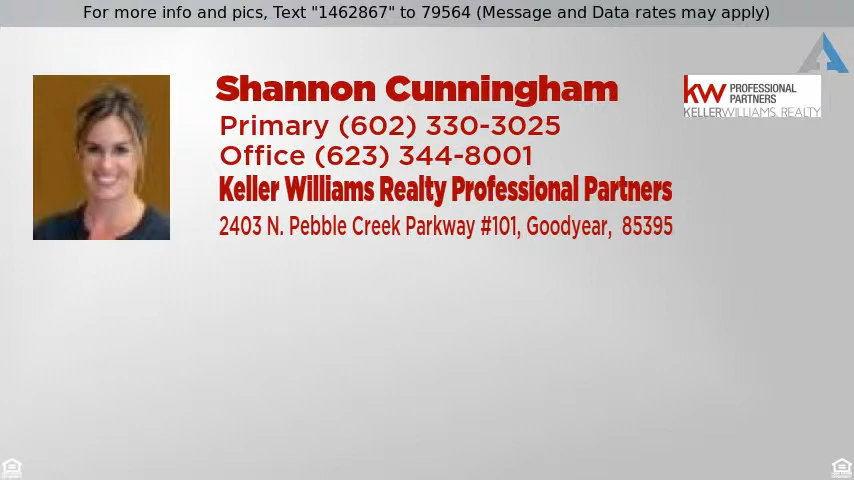 For more info and pics, Text "1462867" to 79564 (Message and Data rates may apply)
Shannon Cunningham
Primary (602) 330-3025
Office (623) 344-8001
Keller Williams Realty Professional Partners
2403 N. Pebble Creek Parkway #101, Goodyear, 85395
kw PROFESSIONAL
PARTNERS
KELLERWILLIAMS. REALTY